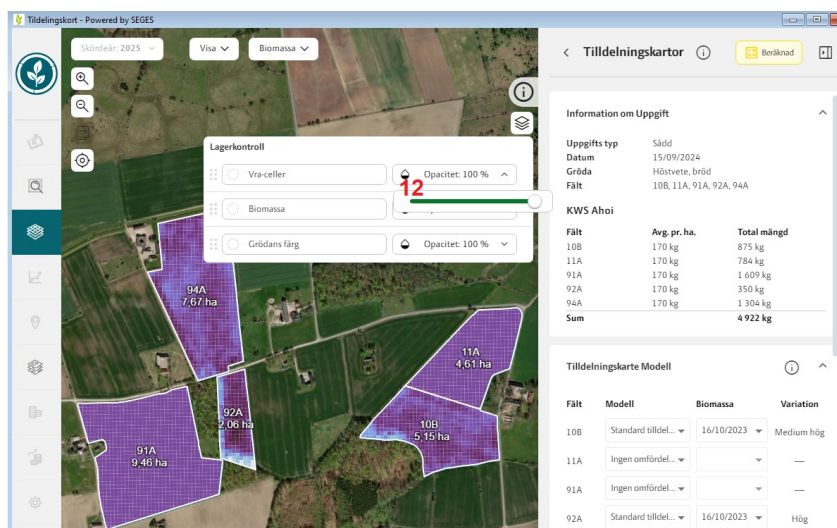 Tildelingskort - Powered by SEGES
Skördeår: 2025
Visa
Biomassa
Tilldelningskartor
Beräknad
Lagerkontroll
Vra-celler
Opacitet: 100 %
12
Biomassa
Grödans färg
Opacitet: 100 %
94A
7,67 ha
11A
4,61 ha
92A
2,06 ha
10B
5,15 ha
91A
9,46 ha
Information om Uppgift
Uppgifts typ Sådd
Datum 15/09/2024
Gröda Höstvete, bröd
Fält 10B, 11A, 91A, 92A, 94A
KWS Ahoi
Fält Avg. pr. ha. Total mängd
10B 170 kg 875 kg
11A 170 kg 784 kg
91A 170 kg 1 609 kg
92A 170 kg 350 kg
94A 170 kg 1 304 kg
Sum 4 922 kg
Tilldelningskarte Modell
Fält Modell Biomassa Variation
10B Standard tilldel... 16/10/2023 Medium hög
11A Ingen omfördel... —
91A Ingen omfördel... —
92A Standard tilldel... 16/10/2023 Hög